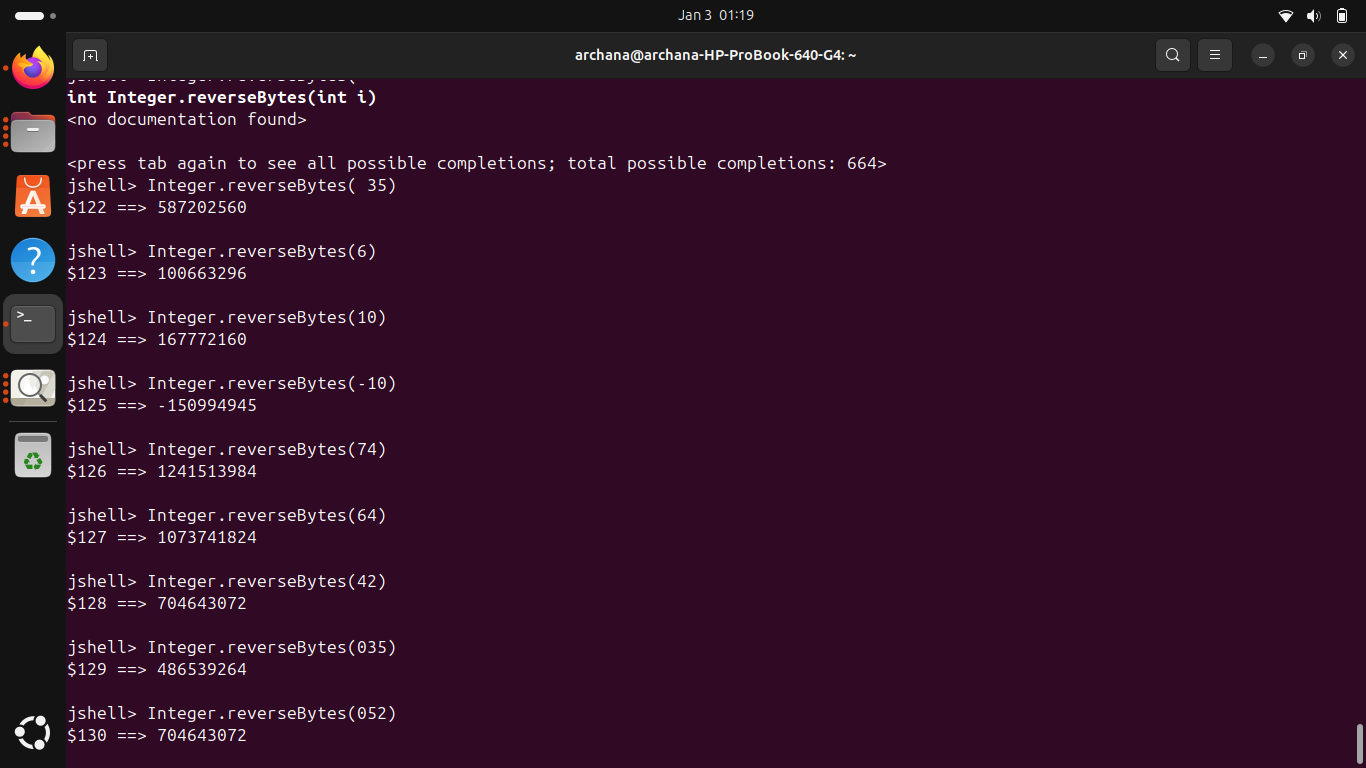 Jan 3 01:19
archana@archana-HP-ProBook-640-G4: ~
int Integer.reverseBytes(int i)
<no documentation found>
<press tab again to see all possible completions; total possible completions: 664>
jshell> Integer.reverseBytes( 35)
$122 ==> 587202560
jshell> Integer.reverseBytes(6)
$123 ==> 100663296
jshell> Integer.reverseBytes(10)
$124 ==> 167772160
jshell> Integer.reverseBytes(-10)
$125 ==> -150994945
jshell> Integer.reverseBytes(74)
$126 ==> 1241513984
jshell> Integer.reverseBytes(64)
$127 ==> 1073741824
jshell> Integer.reverseBytes(42)
$128 ==> 704643072
jshell> Integer.reverseBytes(035)
$129 ==> 486539264
jshell> Integer.reverseBytes(052)
$130 ==> 704643072